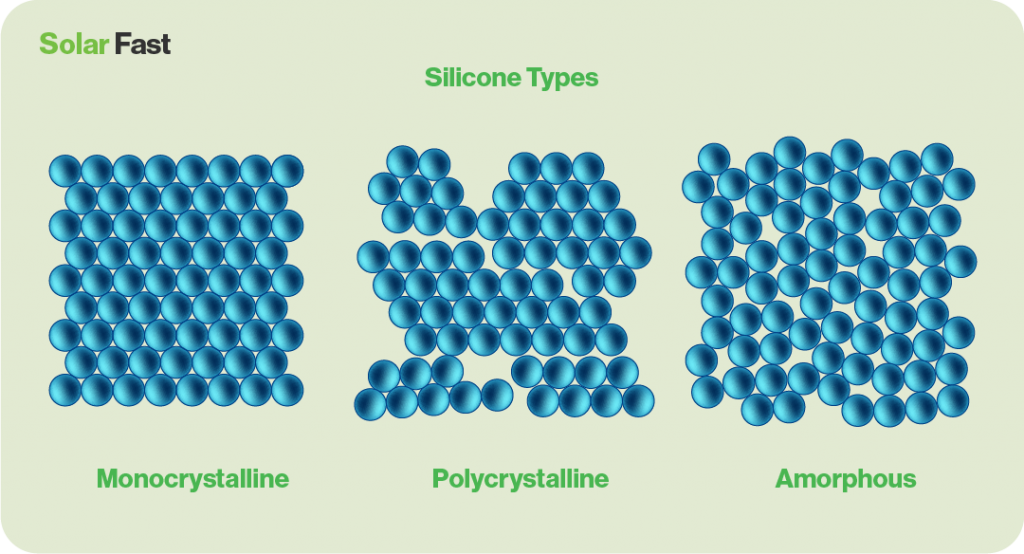 Solar Fast
Silicone Types
Monocrystalline
Polycrystalline
Amorphous